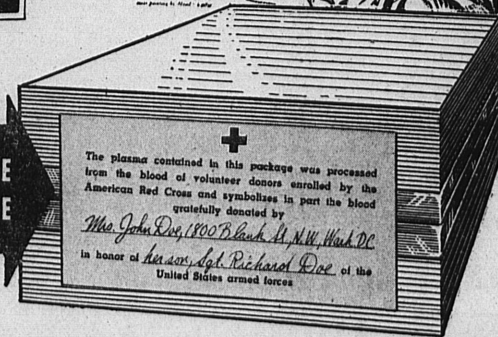 E
E
The plasma contained in this package was processed
from the blood of volunteer donors enrolled by the
American Red Cross and symbolizes in part the blood
gratefully donated by
Mrs. John Doe, 1800 Blank St, N.W, Wash DC
in honor of her son, Sgt. Richard Doe of the
United States armed forces